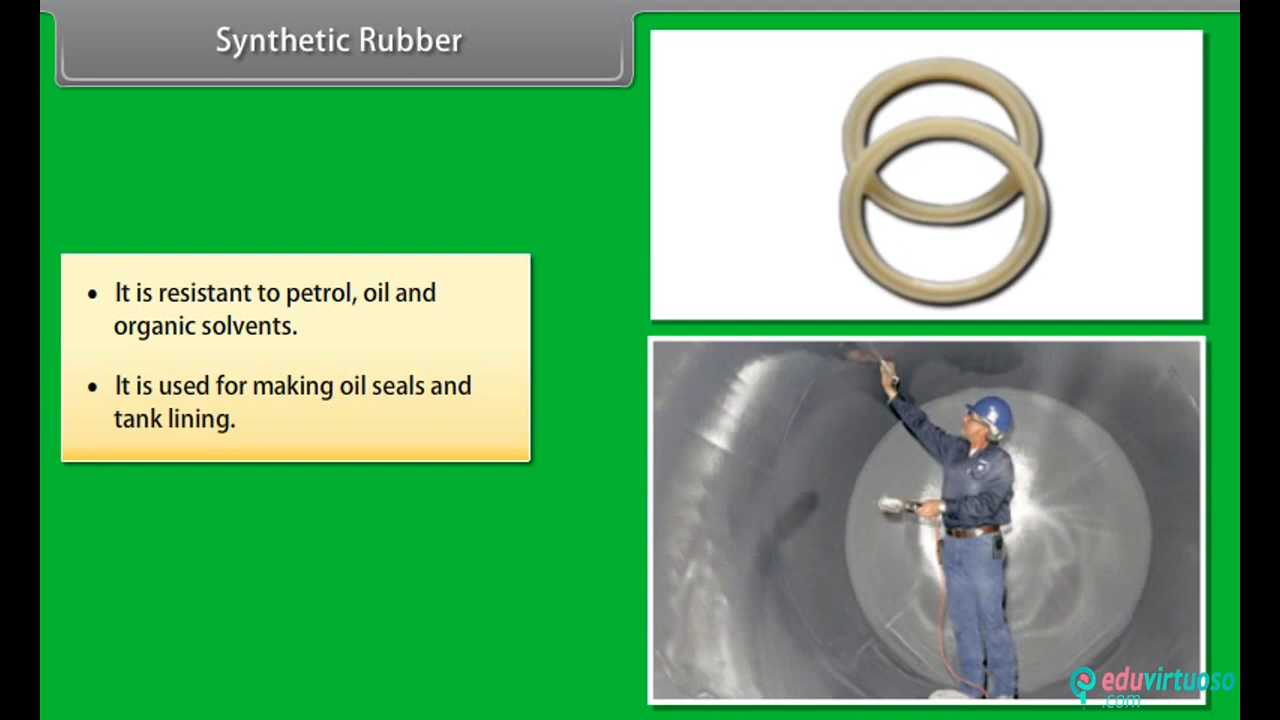 Synthetic Rubber
• It is resistant to petrol, oil and
organic solvents.
• It is used for making oil seals and
tank lining.
eduvirtuoso
.com